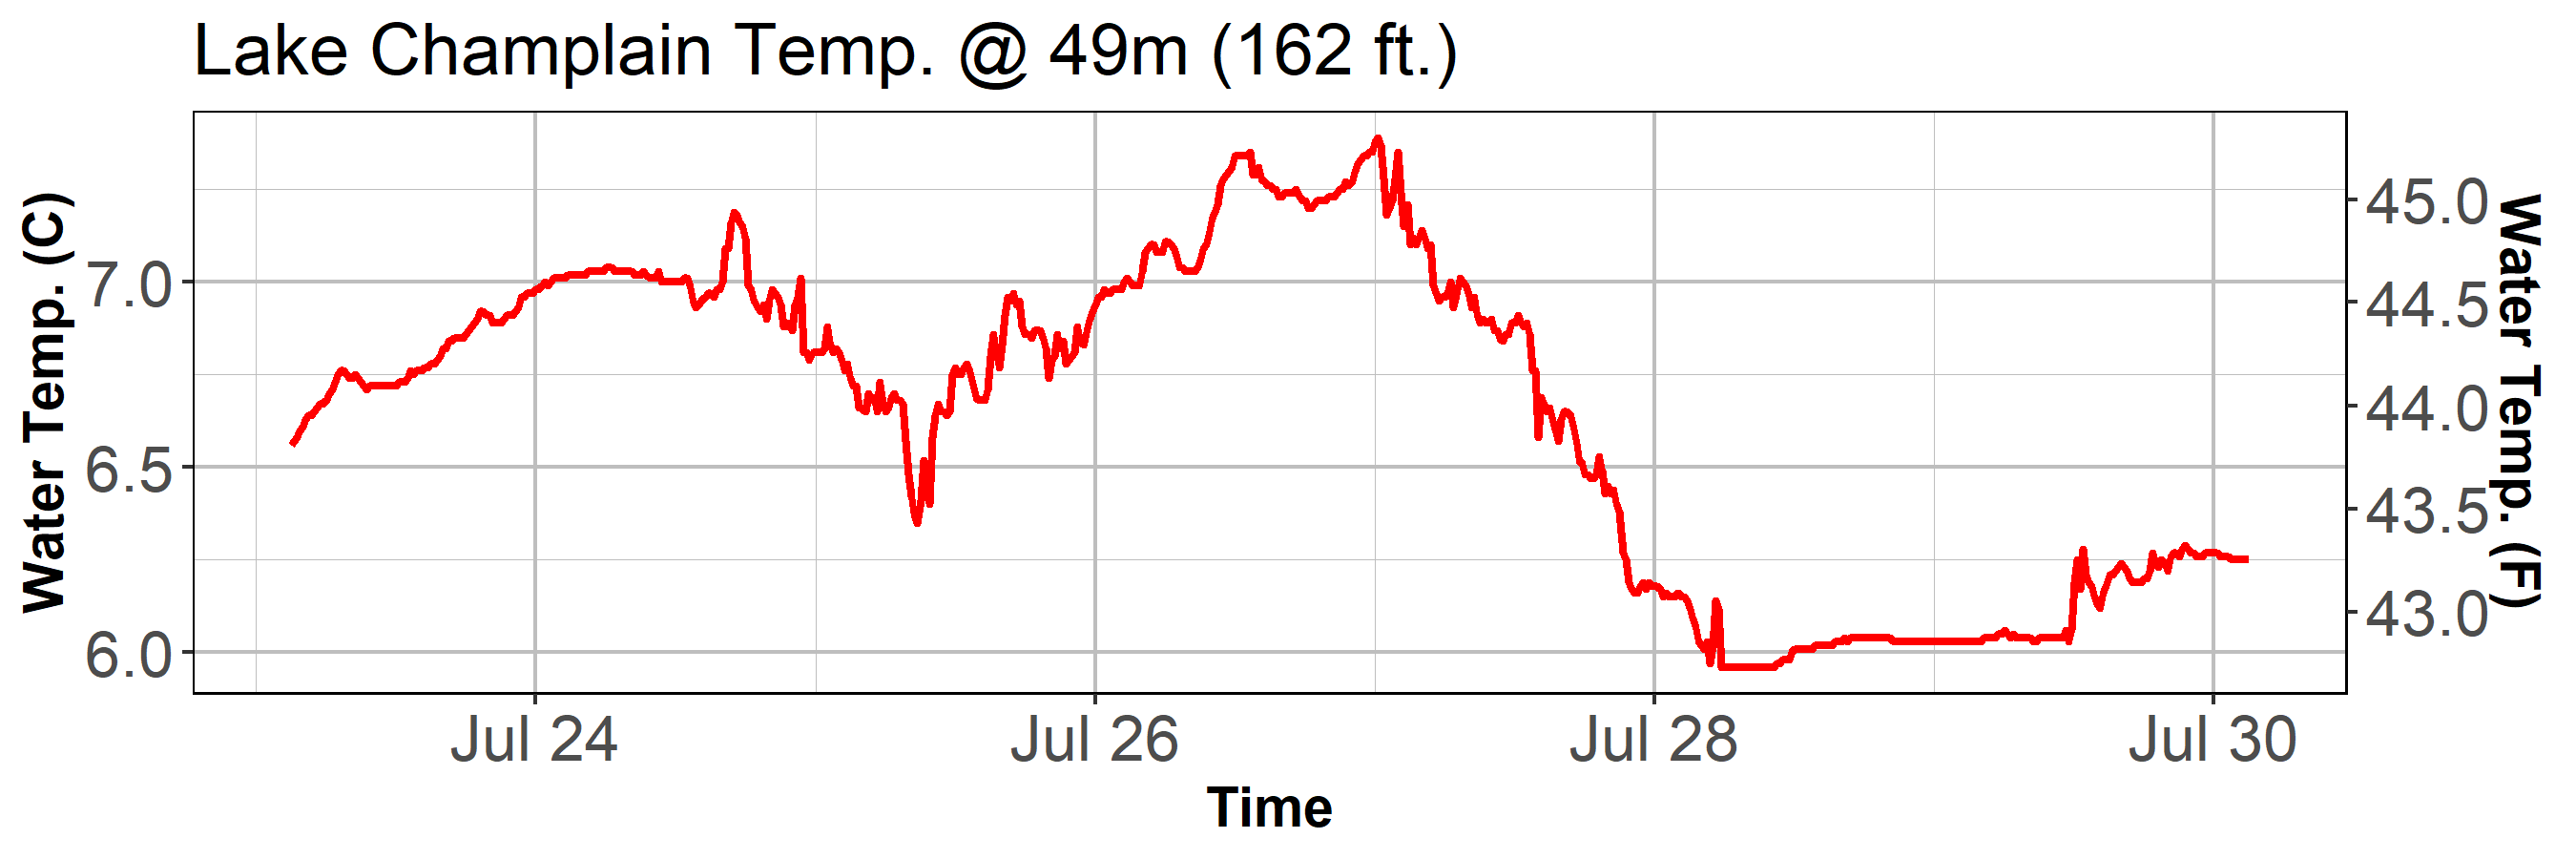 Lake Champlain Temp. @ 49m (162 ft.)
Water Temp. (C)
7.0
6.5
6.0
45.0
44.5
44.0
43.5
43.0
Water Temp. (F)
Jul 24
Jul 26
Jul 28
Jul 30
Time